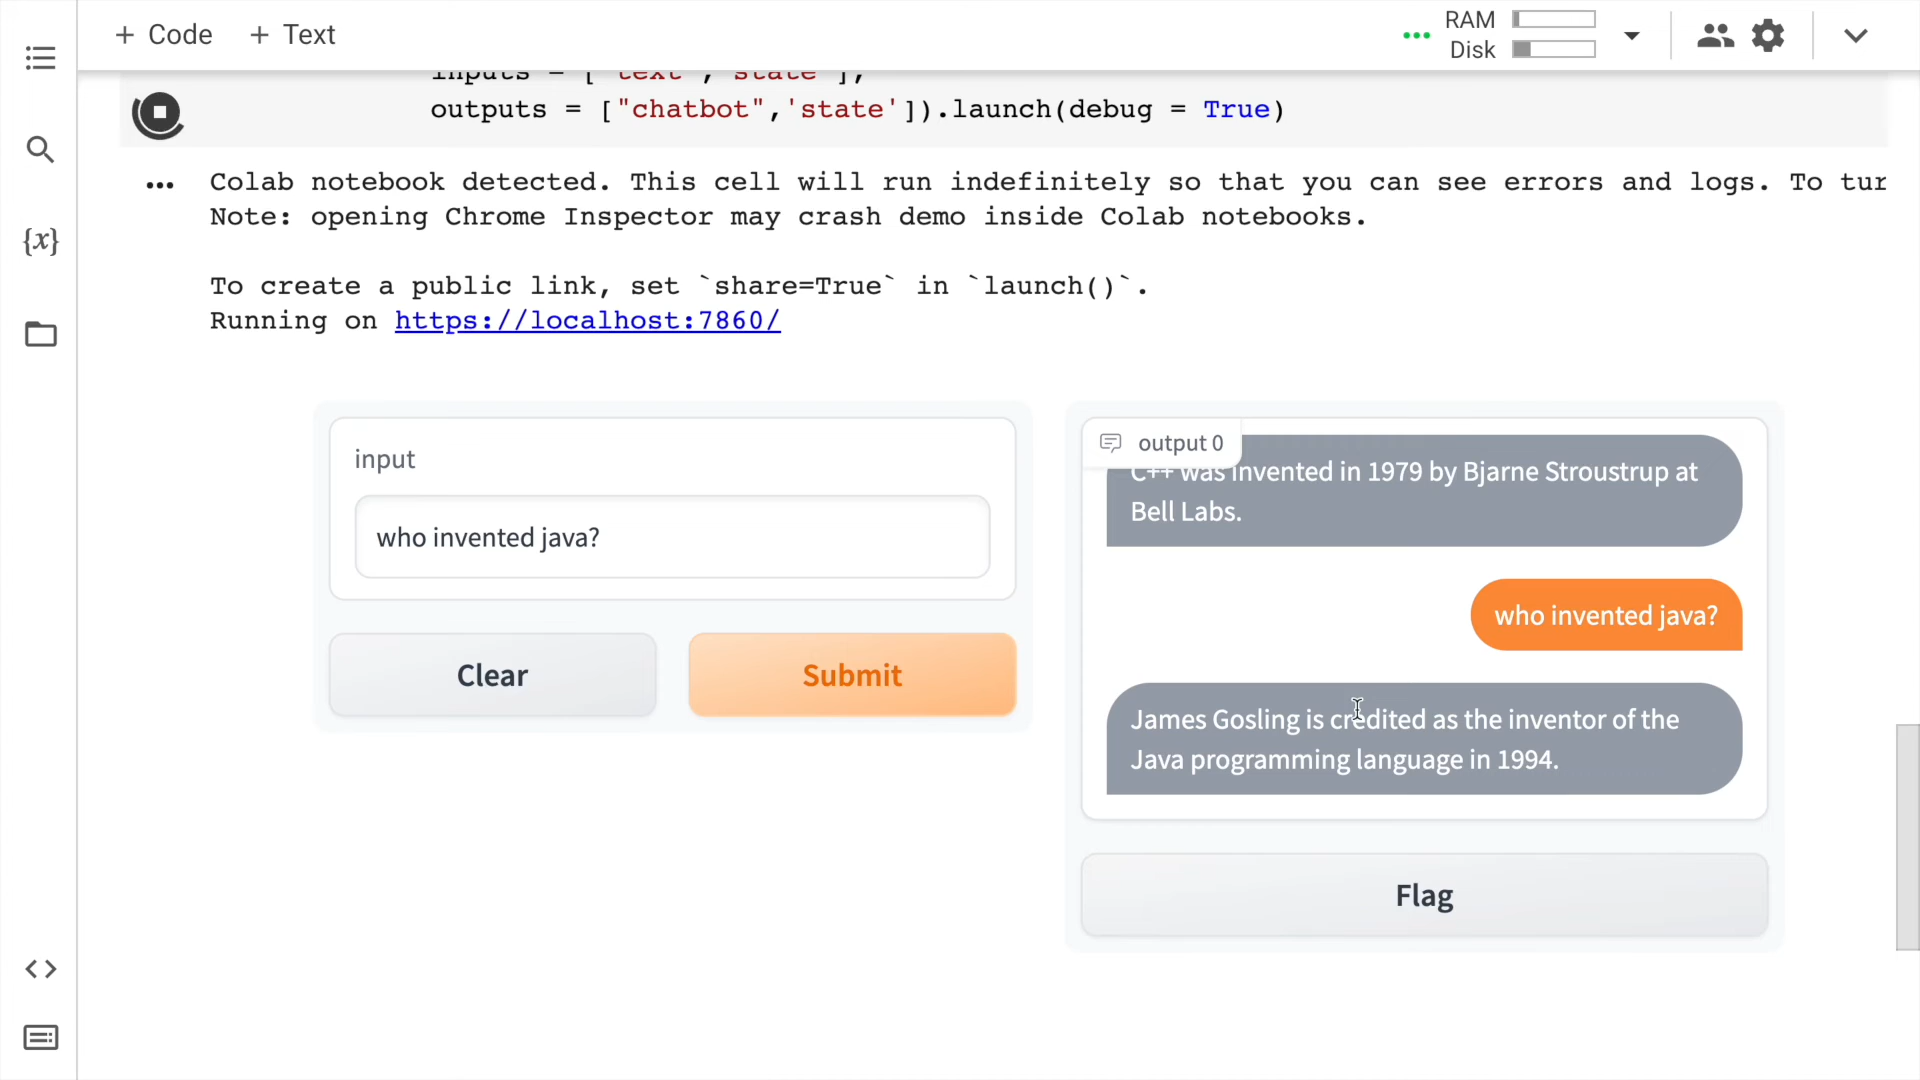 + Code + Text
RAM
Disk
inputs = ["text", "state"],
outputs = ["chatbot",'state']).launch(debug = True)
Colab notebook detected. This cell will run indefinitely so that you can see errors and logs. To tur
Note: opening Chrome Inspector may crash demo inside Colab notebooks.
To create a public link, set `share=True` in `launch()`.
Running on https://localhost:7860/
input
who invented java?
Clear
Submit
output 0
C++ was invented in 1979 by Bjarne Stroustrup at
Bell Labs.
who invented java?
James Gosling is credited as the inventor of the
Java programming language in 1994.
Flag
{x}